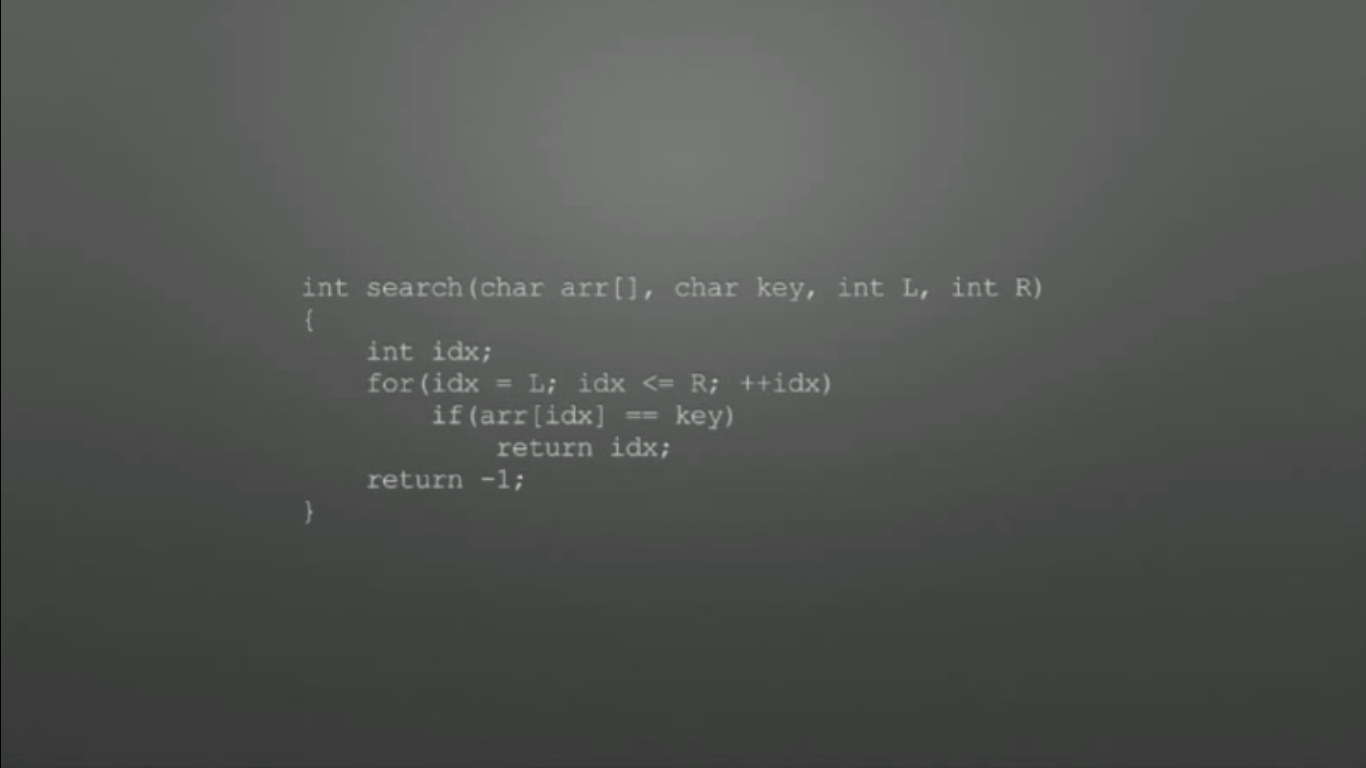 int search(char arr[], char key, int L, int R)
{
    int idx;
    for(idx = L; idx <= R; ++idx)
        if(arr[idx] == key)
            return idx;
    return -1;
}